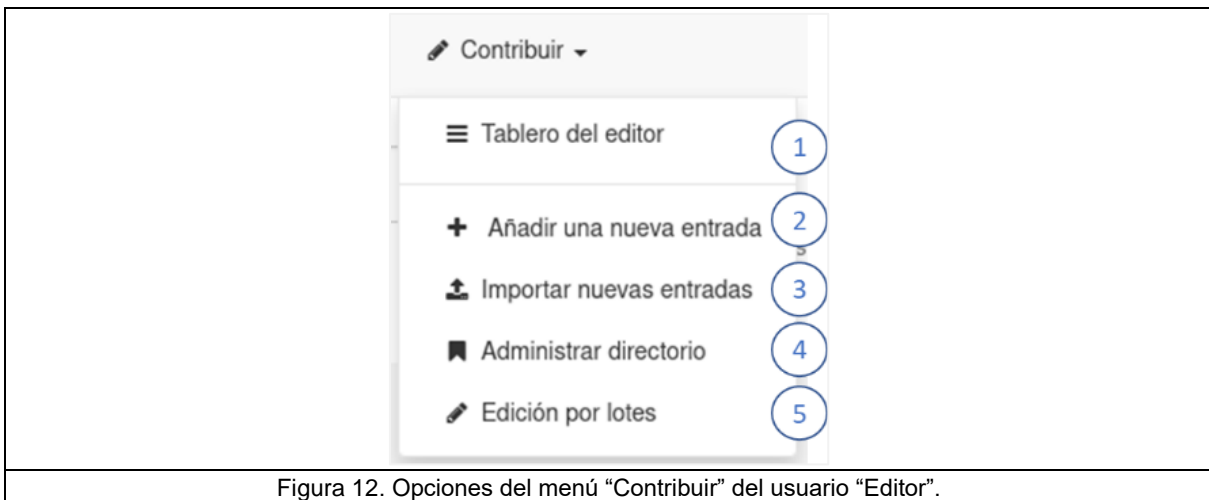 Contribuir
Tablero del editor
1
Añadir una nueva entrada
2
s
Importar nuevas entradas
3
Administrar directorio
4
Edición por lotes
5
Figura 12. Opciones del menú “Contribuir” del usuario “Editor”.